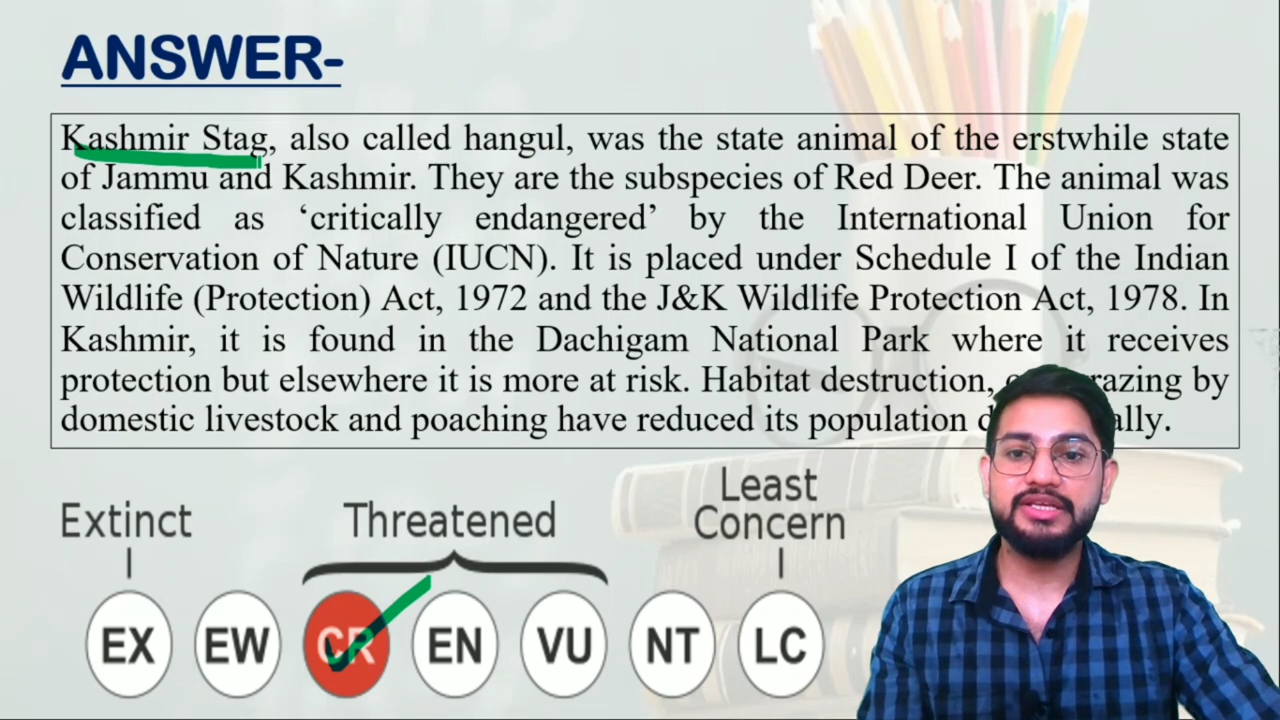 ANSWER-
Kashmir Stag, also called hangul, was the state animal of the erstwhile state
of Jammu and Kashmir. They are the subspecies of Red Deer. The animal was
classified as ‘critically endangered’ by the International Union for
Conservation of Nature (IUCN). It is placed under Schedule I of the Indian
Wildlife (Protection) Act, 1972 and the J&K Wildlife Protection Act, 1978. In
Kashmir, it is found in the Dachigam National Park where it receives
protection but elsewhere it is more at risk. Habitat destruction, by
domestic livestock and poaching have reduced its population
Extinct
Threatened
Least
Concern
EX EW CR EN VU NT LC